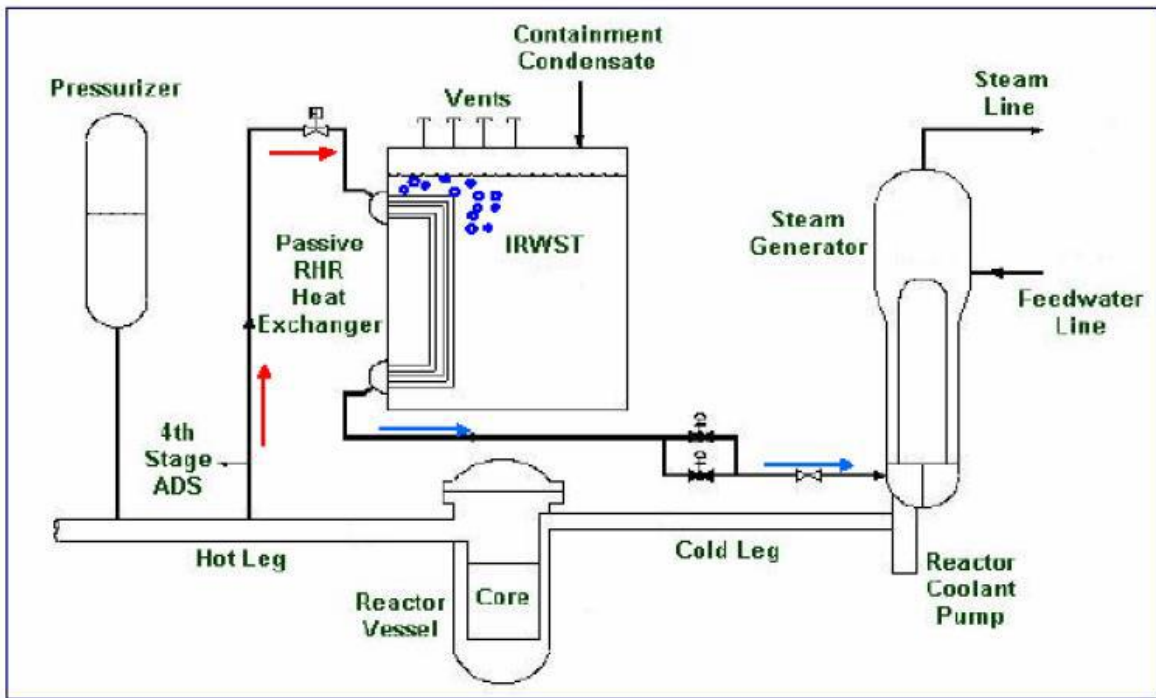 Containment
Condensate
Pressurizer
Vents
Steam
Line
Passive
RHR
Heat
Exchanger
IRWST
Steam
Generator
Feedwater
Line
4th
Stage
ADS
Hot Leg
Reactor
Vessel
Core
Cold Leg
Reactor
Coolant
Pump